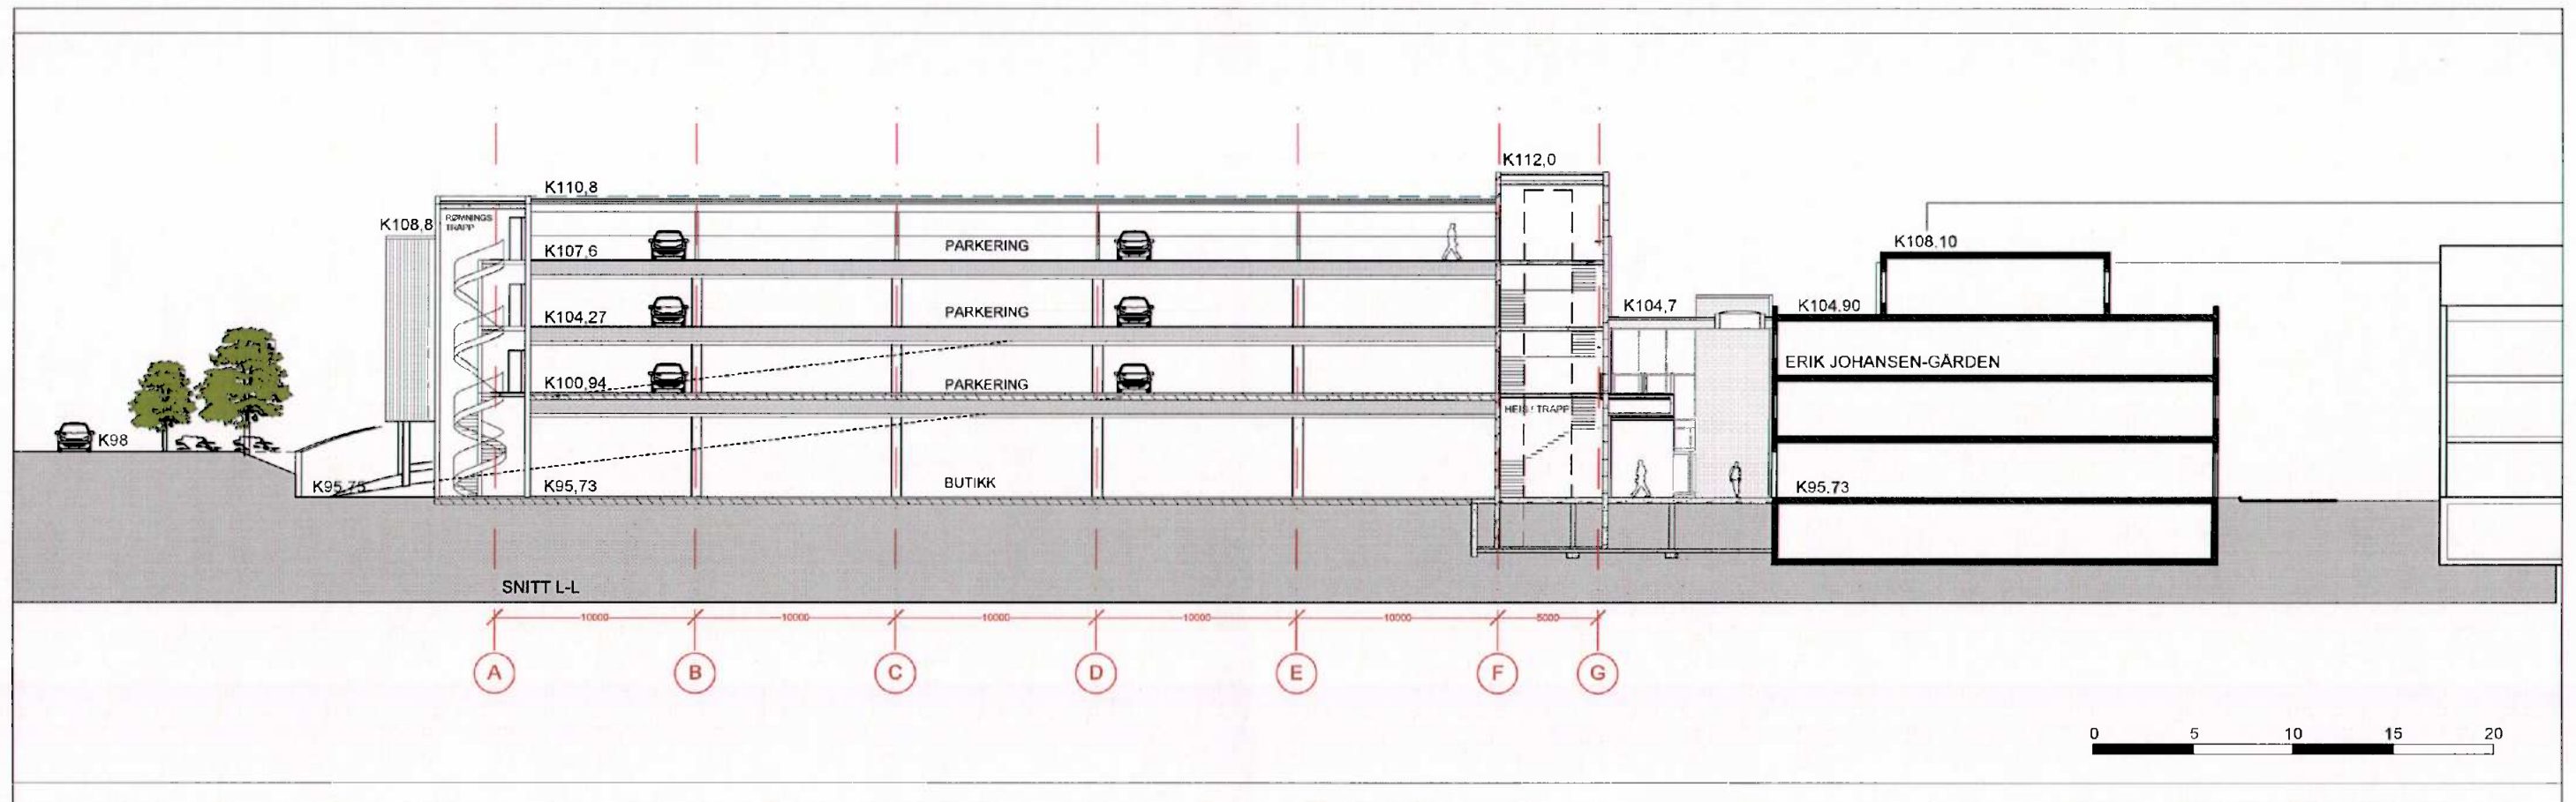 K112,0
K110,8
RØMNINGS
TRAPP
K108,8
K108,10
PARKERING
K107,6
K104,7
K104.90
PARKERING
K104,27
ERIK JOHANSEN-GÅRDEN
K100,94
PARKERING
HEIS / TRAPP
K98
K95,75
K95,73
BUTIKK
K95,73
SNITT L-L
10000 10000 10000 10000 10000 5000
A B C D E F G
0 5 10 15 20